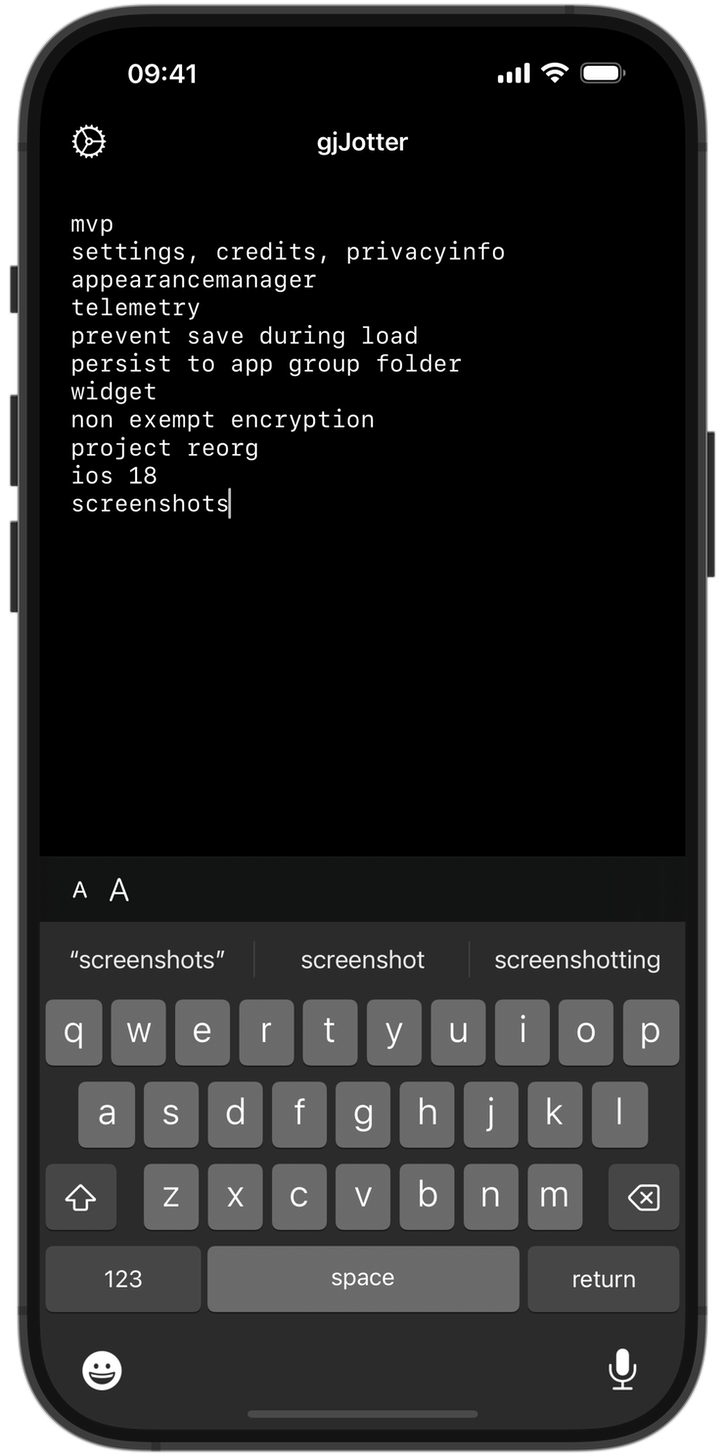 09:41
gjJotter
mvp
settings, credits, privacyinfo
appearancemanager
telemetry
prevent save during load
persist to app group folder
widget
non exempt encryption
project reorg
ios 18
screenshots
A A
“screenshots” screenshot screenshotting
q w e r t y u i o p
a s d f g h j k l
z x c v b n m
123 space return